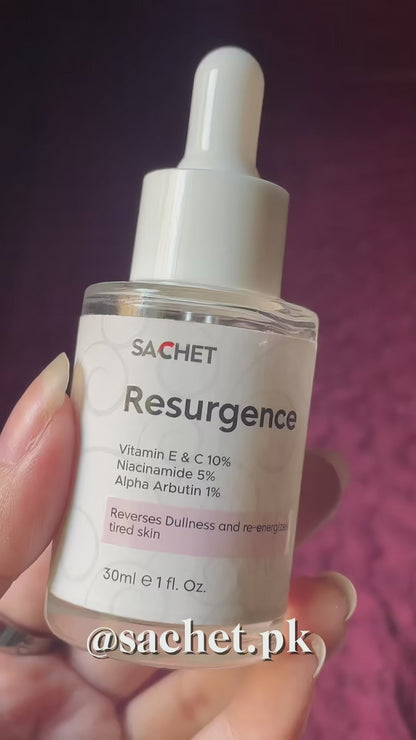 SACHET
Resurgence
Vitamin E & C 10%
Niacinamide 5%
Alpha Arbutin 1%
Reverses Dullness and re-energizes
tired skin
30ml e 1 fl. Oz.
@sachet.pk